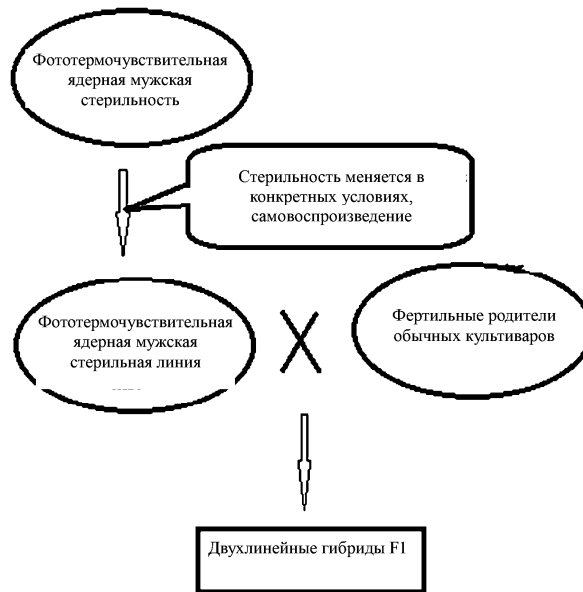 Фототермочувствительная
ядерная мужская
стерильность
Стерильность меняется в
конкретных условиях,
самовоспроизведение
Фототермочувствительная
ядерная мужская
стерильная линия
Фертильные родители
обычных культиваров
Двухлинейные гибриды F1